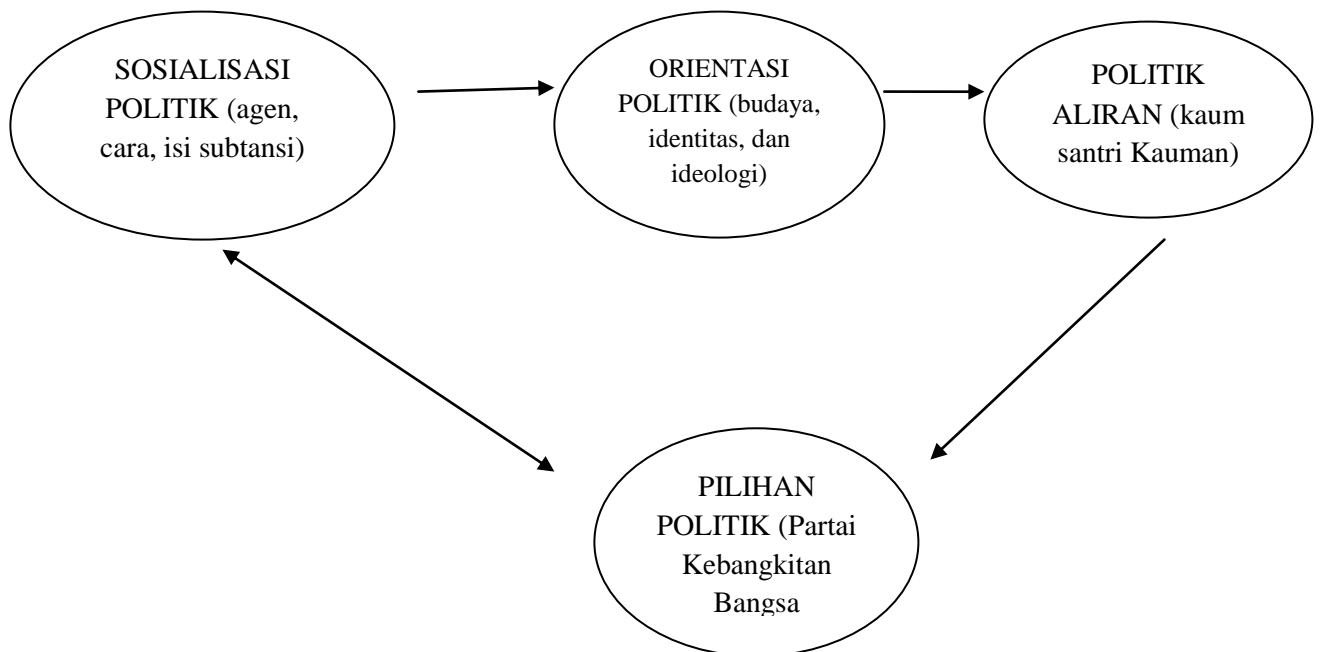 SOSIALISASI
POLITIK (agen,
cara, isi subtansi)
ORIENTASI
POLITIK (budaya,
identitas, dan
ideologi)
POLITIK
ALIRAN (kaum
santri Kauman)
PILIHAN
POLITIK (Partai
Kebangkitan
Bangsa